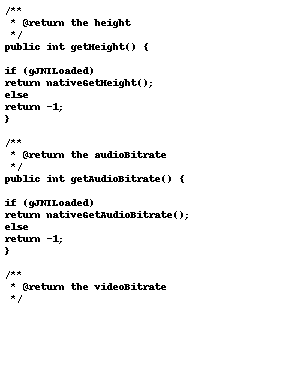 /**
 * @return the height
 */
public int getHeight() {

if (gJNILoaded)
return nativeGetHeight();
else
return -1;
}

/**
 * @return the audioBitrate
 */
public int getAudioBitrate() {

if (gJNILoaded)
return nativeGetAudioBitrate();
else
return -1;
}

/**
 * @return the videoBitrate
 */